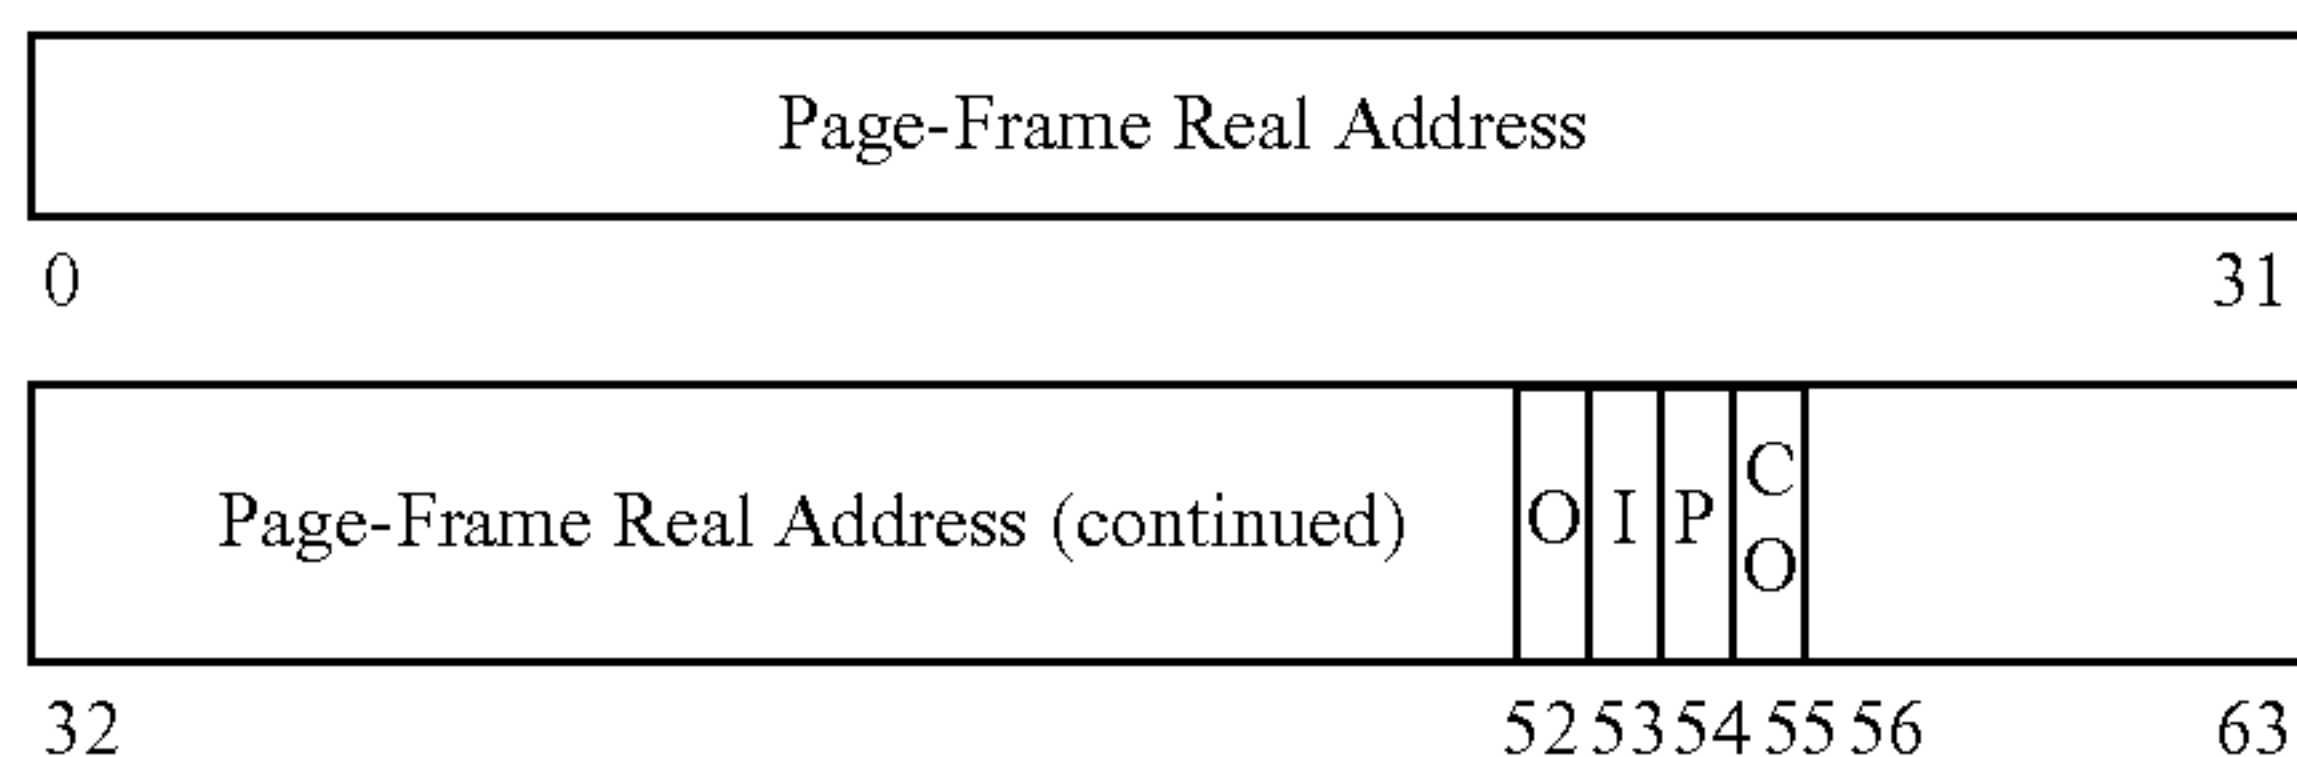 Page-Frame Real Address
0 31
Page-Frame Real Address (continued) O I P C O
32 52 53 54 55 56 63